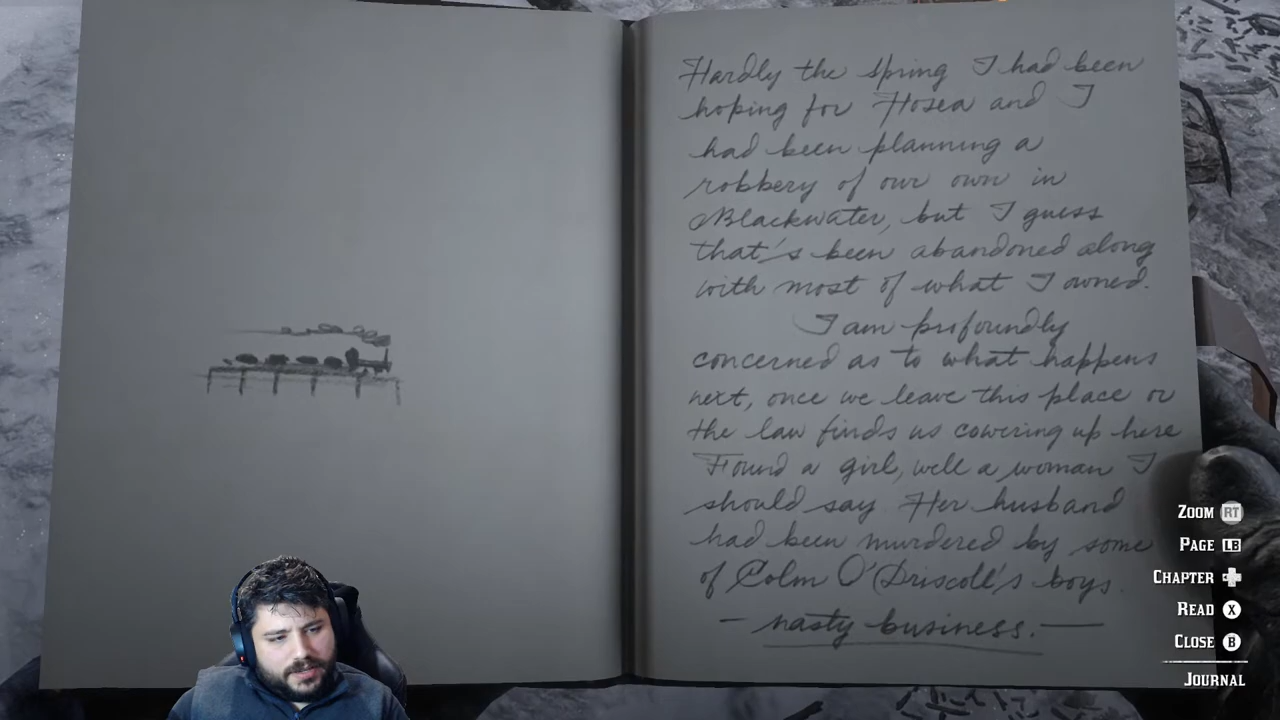 Hardly the spring I had been
hoping for Hosea and I
had been planning a
robbery of our own in
Blackwater, but I guess
that's been abandoned along
with most of what I owned.
I am profoundly
concerned as to what happens
next, once we leave this place or
the law finds us cowering up here
Found a girl, well a woman I
should say Her husband
had been murdered by some
of Colm O'Driscoll's boys.
— nasty business. —
ZOOM RT
PAGE LB
CHAPTER
READ X
CLOSE B
JOURNAL